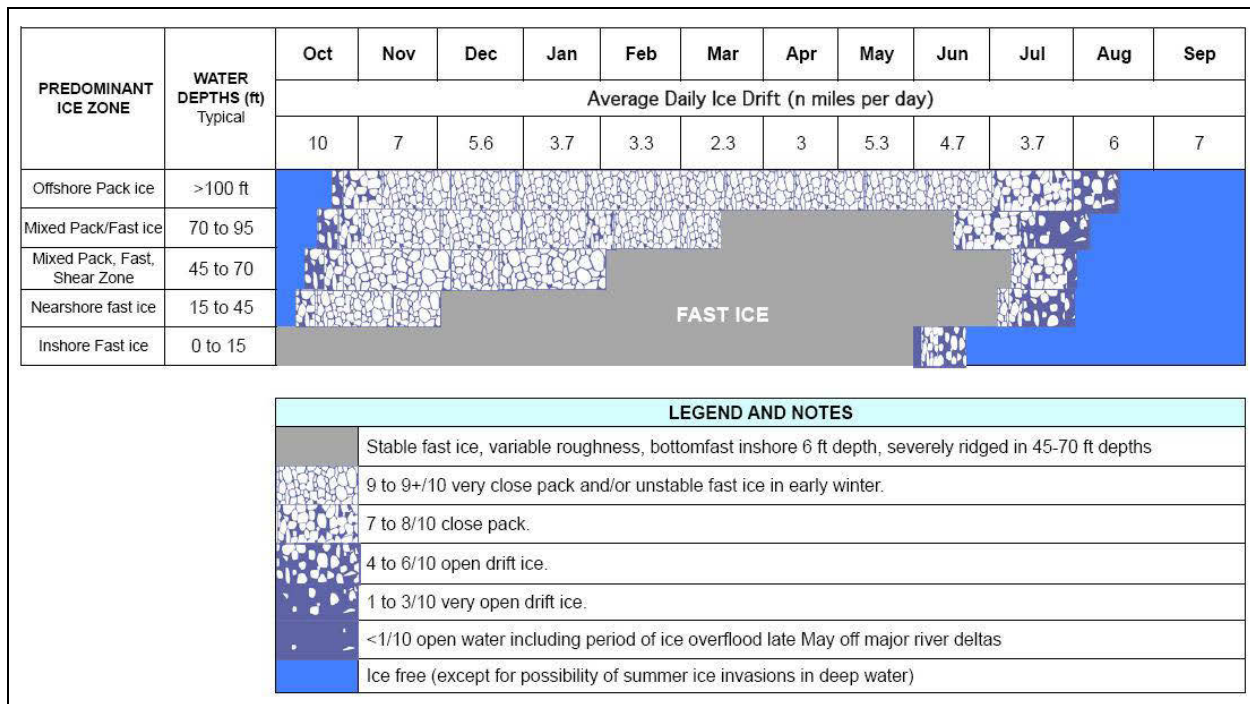 PREDOMINANT
ICE ZONE
WATER
DEPTHS (ft)
Typical
Oct Nov Dec Jan Feb Mar Apr May Jun Jul Aug Sep
Average Daily Ice Drift (n miles per day)
10 7 5.6 3.7 3.3 2.3 3 5.3 4.7 3.7 6 7
Offshore Pack ice >100 ft
Mixed Pack/Fast ice 70 to 95
Mixed Pack, Fast,
Shear Zone 45 to 70
Nearshore fast ice 15 to 45
FAST ICE
Inshore Fast ice 0 to 15
LEGEND AND NOTES
Stable fast ice, variable roughness, bottomfast inshore 6 ft depth, severely ridged in 45-70 ft depths
9 to 9+/10 very close pack and/or unstable fast ice in early winter.
7 to 8/10 close pack.
4 to 6/10 open drift ice.
1 to 3/10 very open drift ice.
<1/10 open water including period of ice overflood late May off major river deltas
Ice free (except for possibility of summer ice invasions in deep water)